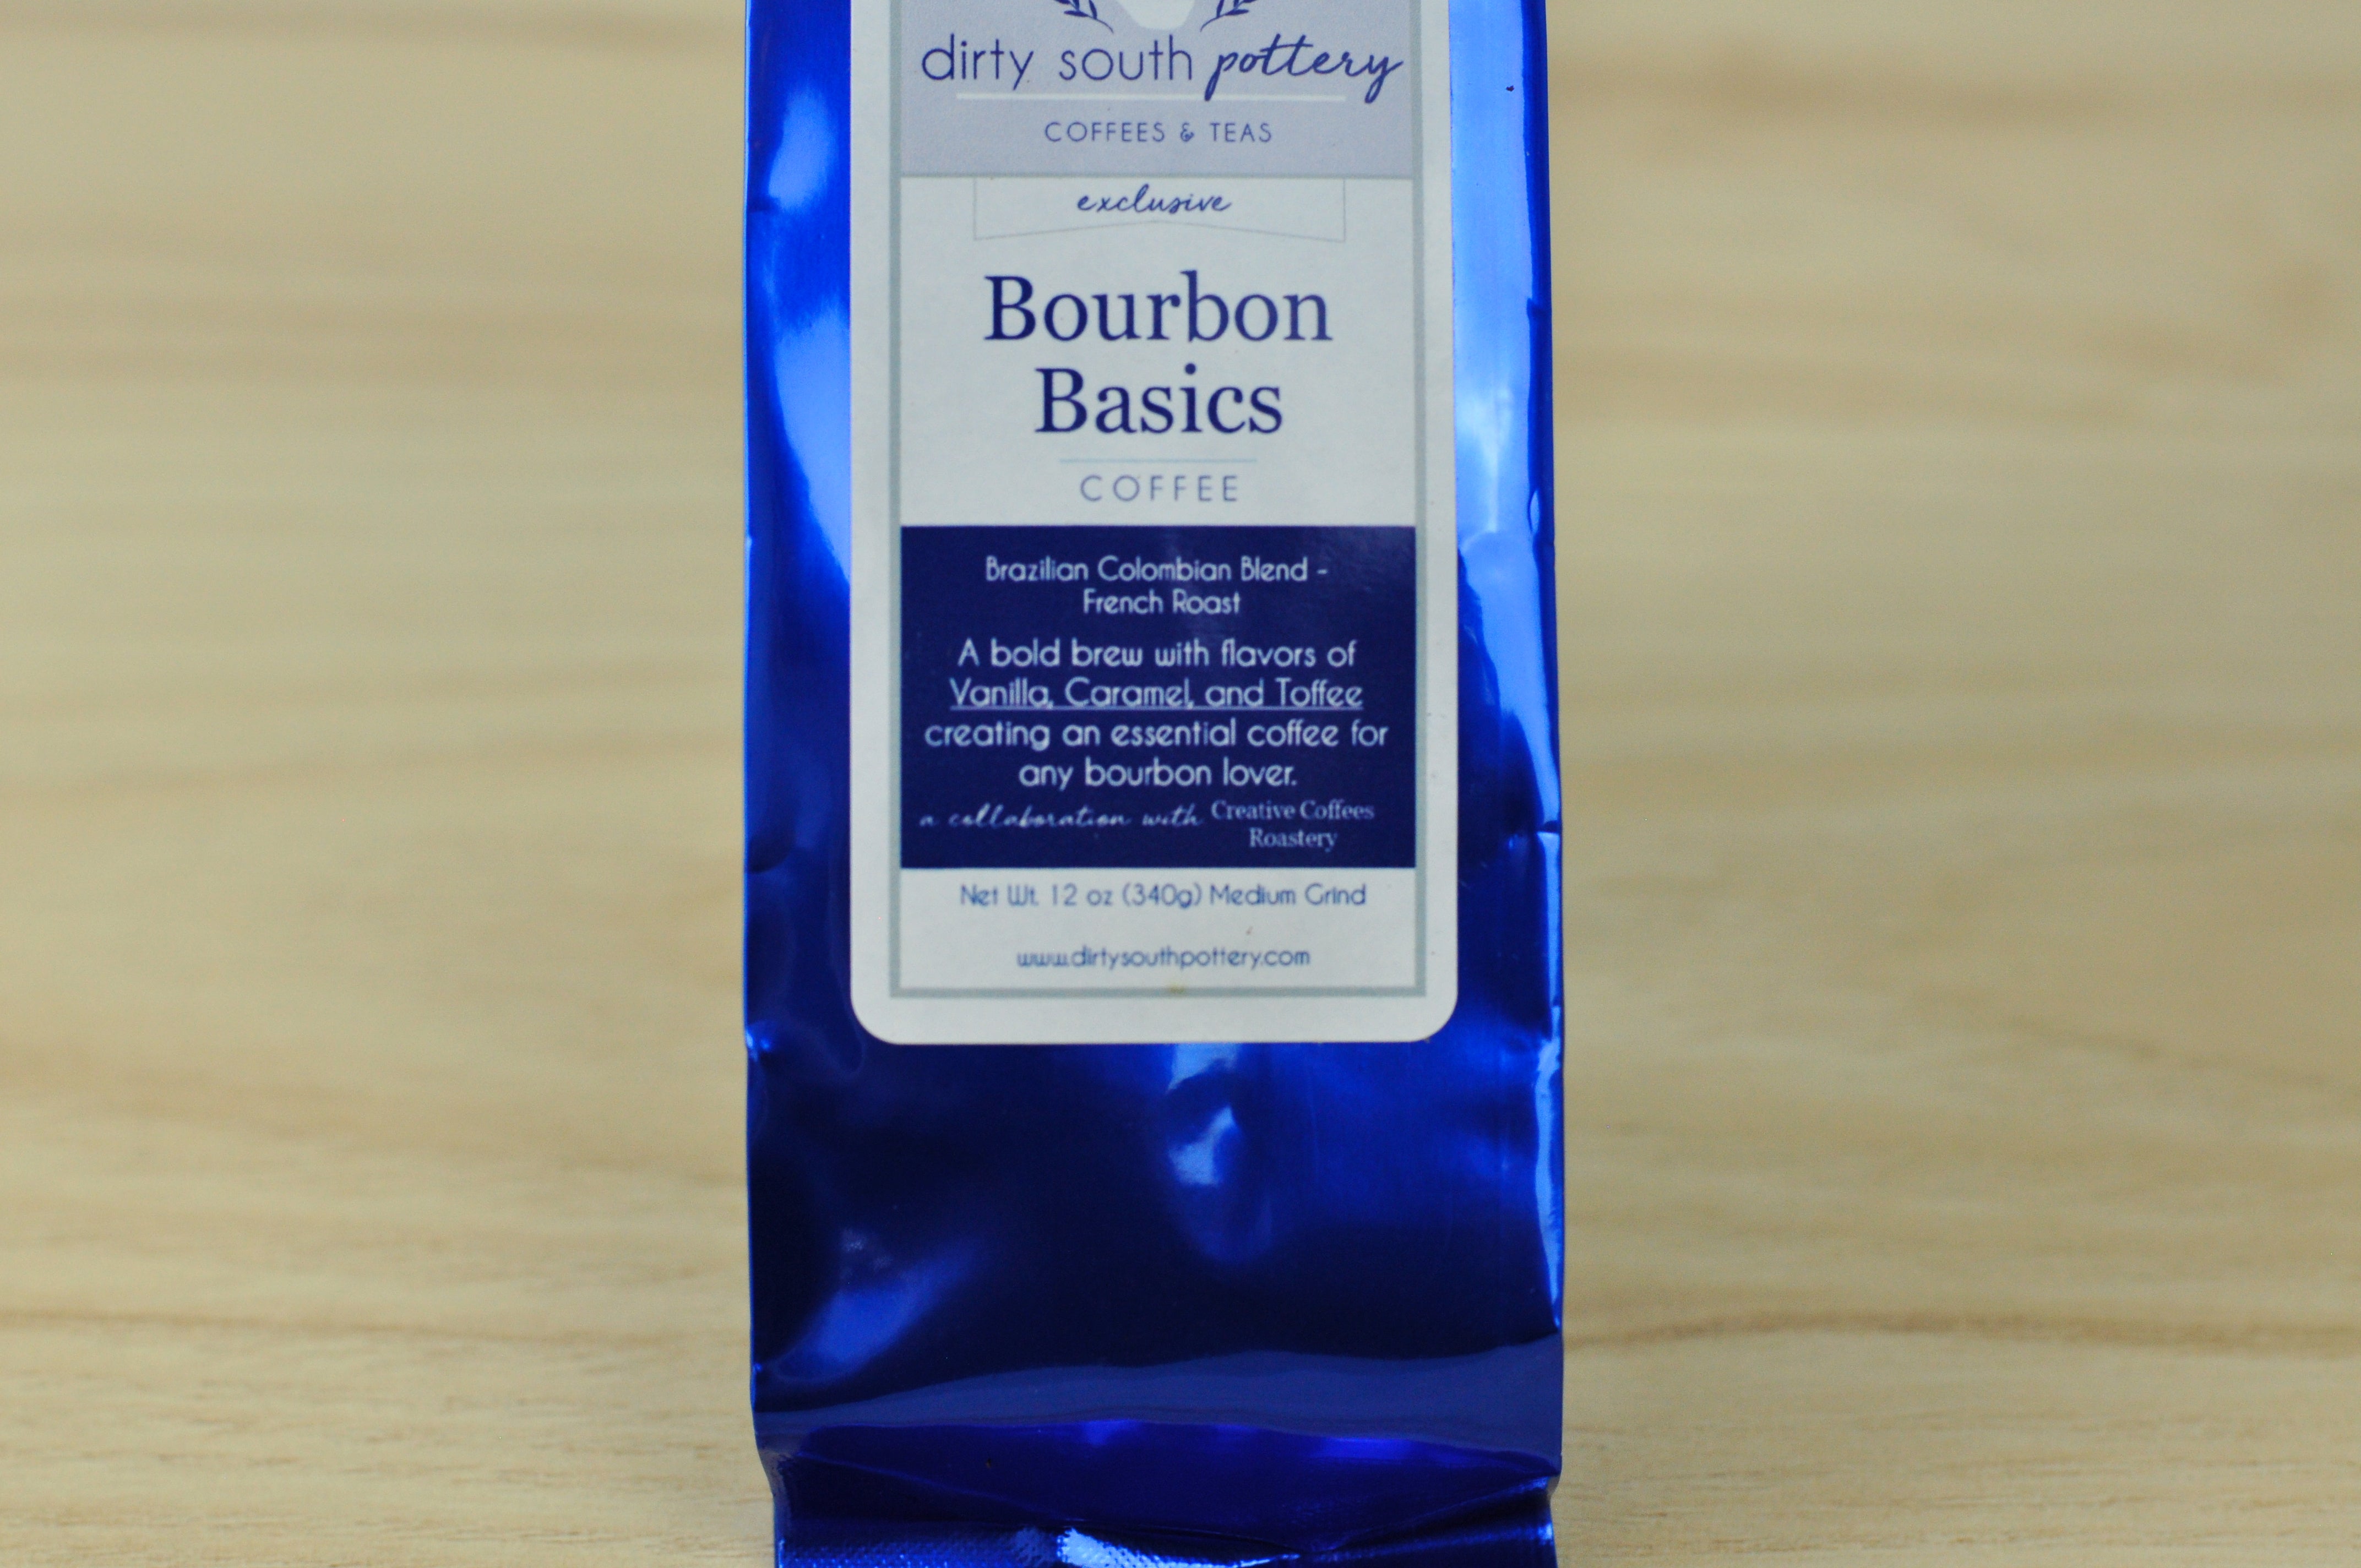 dirty south pottery
COFFEES & TEAS
exclusive
Bourbon
Basics
COFFEE
Brazilian Colombian Blend -
French Roast
A bold brew with flavors of
Vanilla, Caramel, and Toffee
creating an essential coffee for
any bourbon lover.
a collaboration with Creative Coffees
Roastery
Net Wt. 12 oz (340g) Medium Grind
www.dirtysouthpottery.com